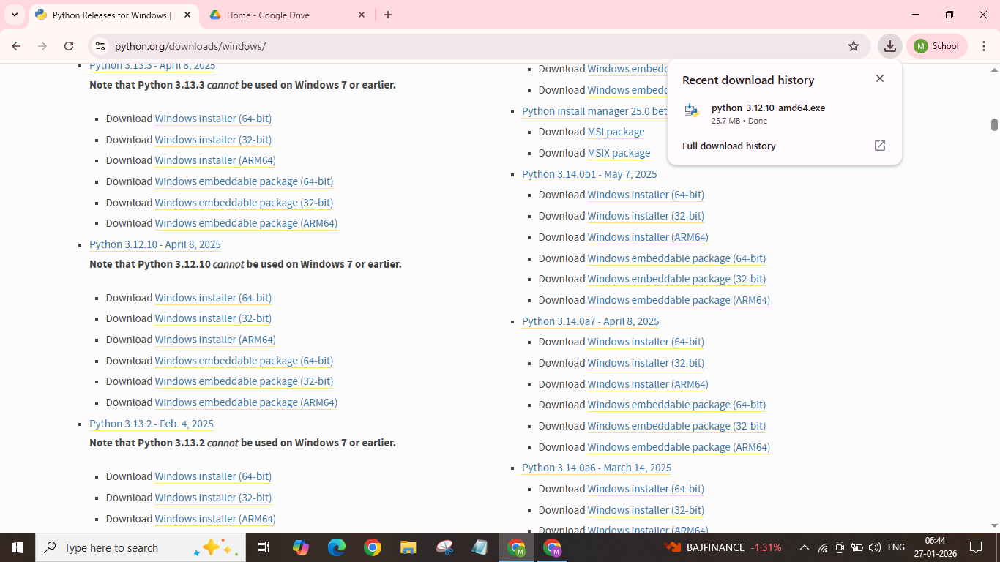 Python Releases for Windows |
Home - Google Drive
python.org/downloads/windows/
M
School
Python 3.13.3 - April 8, 2025
Note that Python 3.13.3 cannot be used on Windows 7 or earlier.
Download Windows installer (64-bit)
Download Windows installer (32-bit)
Download Windows installer (ARM64)
Download Windows embeddable package (64-bit)
Download Windows embeddable package (32-bit)
Download Windows embeddable package (ARM64)
Python 3.12.10 - April 8, 2025
Note that Python 3.12.10 cannot be used on Windows 7 or earlier.
Download Windows installer (64-bit)
Download Windows installer (32-bit)
Download Windows installer (ARM64)
Download Windows embeddable package (64-bit)
Download Windows embeddable package (32-bit)
Download Windows embeddable package (ARM64)
Python 3.13.2 - Feb. 4, 2025
Note that Python 3.13.2 cannot be used on Windows 7 or earlier.
Download Windows installer (64-bit)
Download Windows installer (32-bit)
Download Windows installer (ARM64)
Download Windows embedd
Download Windows embedd
Python install manager 25.0 bet
Download MSI package
Download MSIX package
Python 3.14.0b1 - May 7, 2025
Download Windows installer (64-bit)
Download Windows installer (32-bit)
Download Windows installer (ARM64)
Download Windows embeddable package (64-bit)
Download Windows embeddable package (32-bit)
Download Windows embeddable package (ARM64)
Python 3.14.0a7 - April 8, 2025
Download Windows installer (64-bit)
Download Windows installer (32-bit)
Download Windows installer (ARM64)
Download Windows embeddable package (64-bit)
Download Windows embeddable package (32-bit)
Download Windows embeddable package (ARM64)
Python 3.14.0a6 - March 14, 2025
Download Windows installer (64-bit)
Download Windows installer (32-bit)
Download Windows installer (ARM64)
Recent download history
python-3.12.10-amd64.exe
25.7 MB • Done
Full download history
Type here to search
M
M
BAJFINANCE -1.31%
ENG
06:44
27-01-2026